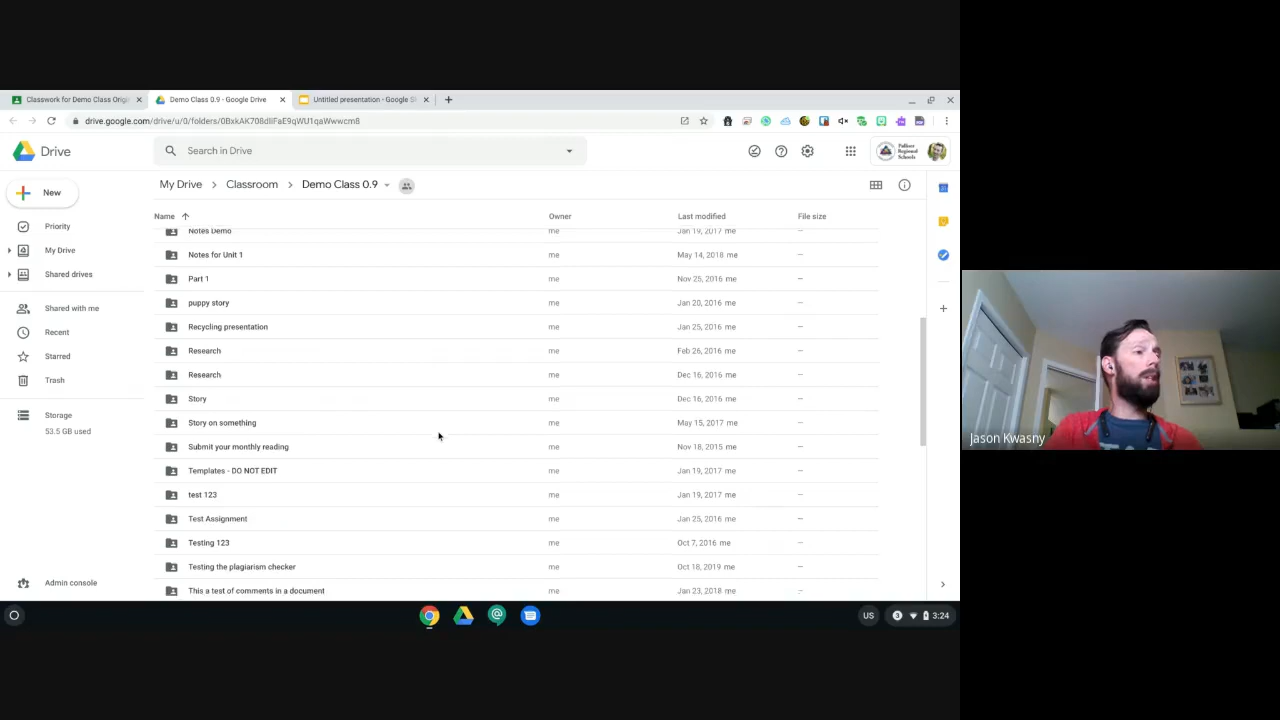 Classwork for Demo Class Origi
Demo Class 0.9 - Google Drive
Untitled presentation - Google Sl
drive.google.com/drive/u/0/folders/0BxkAK708dIiFaE9qWU1qaWwwcm8
Drive
Search in Drive
Palliser Regional Schools
New
My Drive > Classroom > Demo Class 0.9
Name Owner Last modified File size
Priority
My Drive
Shared drives
Shared with me
Recent
Starred
Trash
Storage
53.5 GB used
Admin console
Notes Demo me Jan 19, 2017 me --
Notes for Unit 1 me May 14, 2018 me --
Part 1 me Nov 25, 2016 me --
puppy story me Jan 20, 2016 me --
Recycling presentation me Jan 25, 2016 me --
Research me Feb 26, 2016 me --
Research me Dec 16, 2016 me --
Story me Dec 16, 2016 me --
Story on something me May 15, 2017 me --
Submit your monthly reading me Nov 18, 2015 me --
Templates - DO NOT EDIT me Jan 19, 2017 me --
test 123 me Jan 19, 2017 me --
Test Assignment me Jan 25, 2016 me --
Testing 123 me Oct 7, 2016 me --
Testing the plagiarism checker me Oct 18, 2019 me --
This a test of comments in a document me Jan 23, 2018 me --
US 3:24
Jason Kwasny